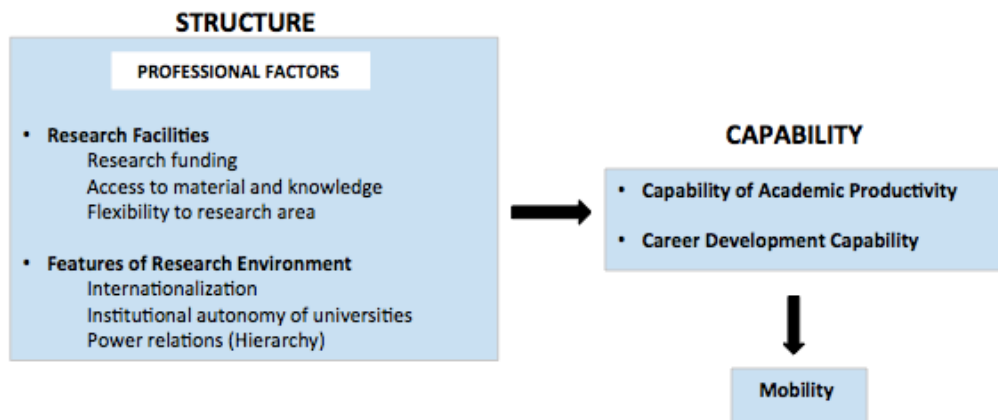 STRUCTURE
PROFESSIONAL FACTORS
• Research Facilities
Research funding
Access to material and knowledge
Flexibility to research area
• Features of Research Environment
Internationalization
Institutional autonomy of universities
Power relations (Hierarchy)
CAPABILITY
• Capability of Academic Productivity
• Career Development Capability
Mobility